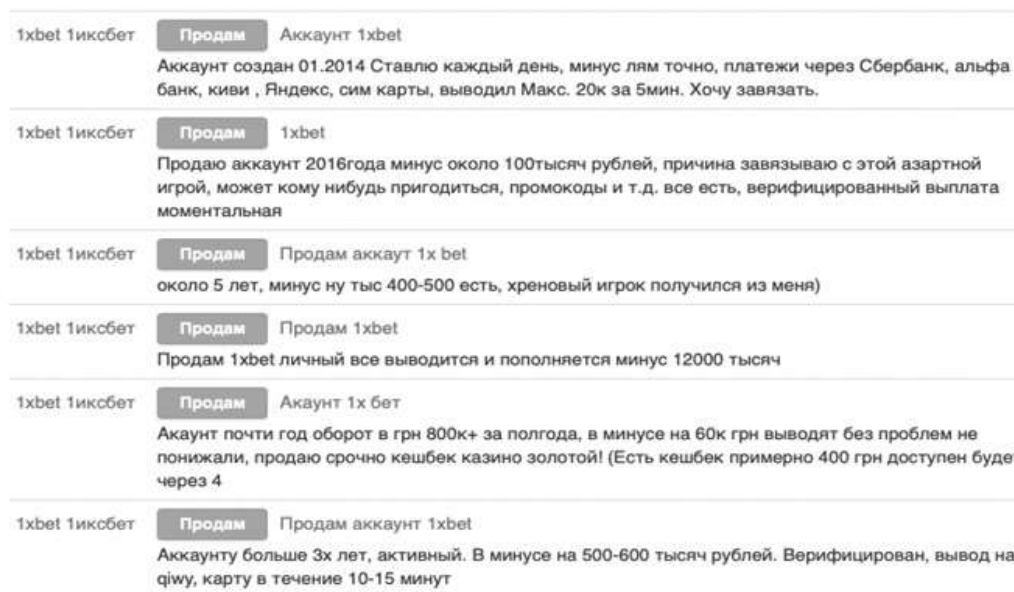 1xbet 1иксбет Продам Аккаунт 1xbet
Аккаунт создан 01.2014 Ставлю каждый день, минус лям точно, платежи через Сбербанк, альфа
банк, киви , Яндекс, сим карты, выводил Макс. 20к за 5мин. Хочу завязать.
1xbet 1иксбет Продам 1xbet
Продаю аккаунт 2016года минус около 100тысяч рублей, причина завязываю с этой азартной
игрой, может кому нибудь пригодиться, промокоды и т.д. все есть, верифицированный выплата
моментальная
1xbet 1иксбет Продам Продам аккаут 1x bet
около 5 лет, минус ну тыс 400-500 есть, хреновый игрок получился из меня)
1xbet 1иксбет Продам Продам 1xbet
Продам 1xbet личный все выводится и пополняется минус 12000 тысяч
1xbet 1иксбет Продам Акаунт 1х бет
Акаунт почти год оборот в грн 800к+ за полгода, в минусе на 60к грн выводят без проблем не
понижали, продаю срочно кешбек казино золотой! (Есть кешбек примерно 400 грн доступен буде
через 4
1xbet 1иксбет Продам Продам аккаунт 1xbet
Аккаунту больше 3х лет, активный. В минусе на 500-600 тысяч рублей. Верифицирован, вывод на
qiwy, карту в течение 10-15 минут